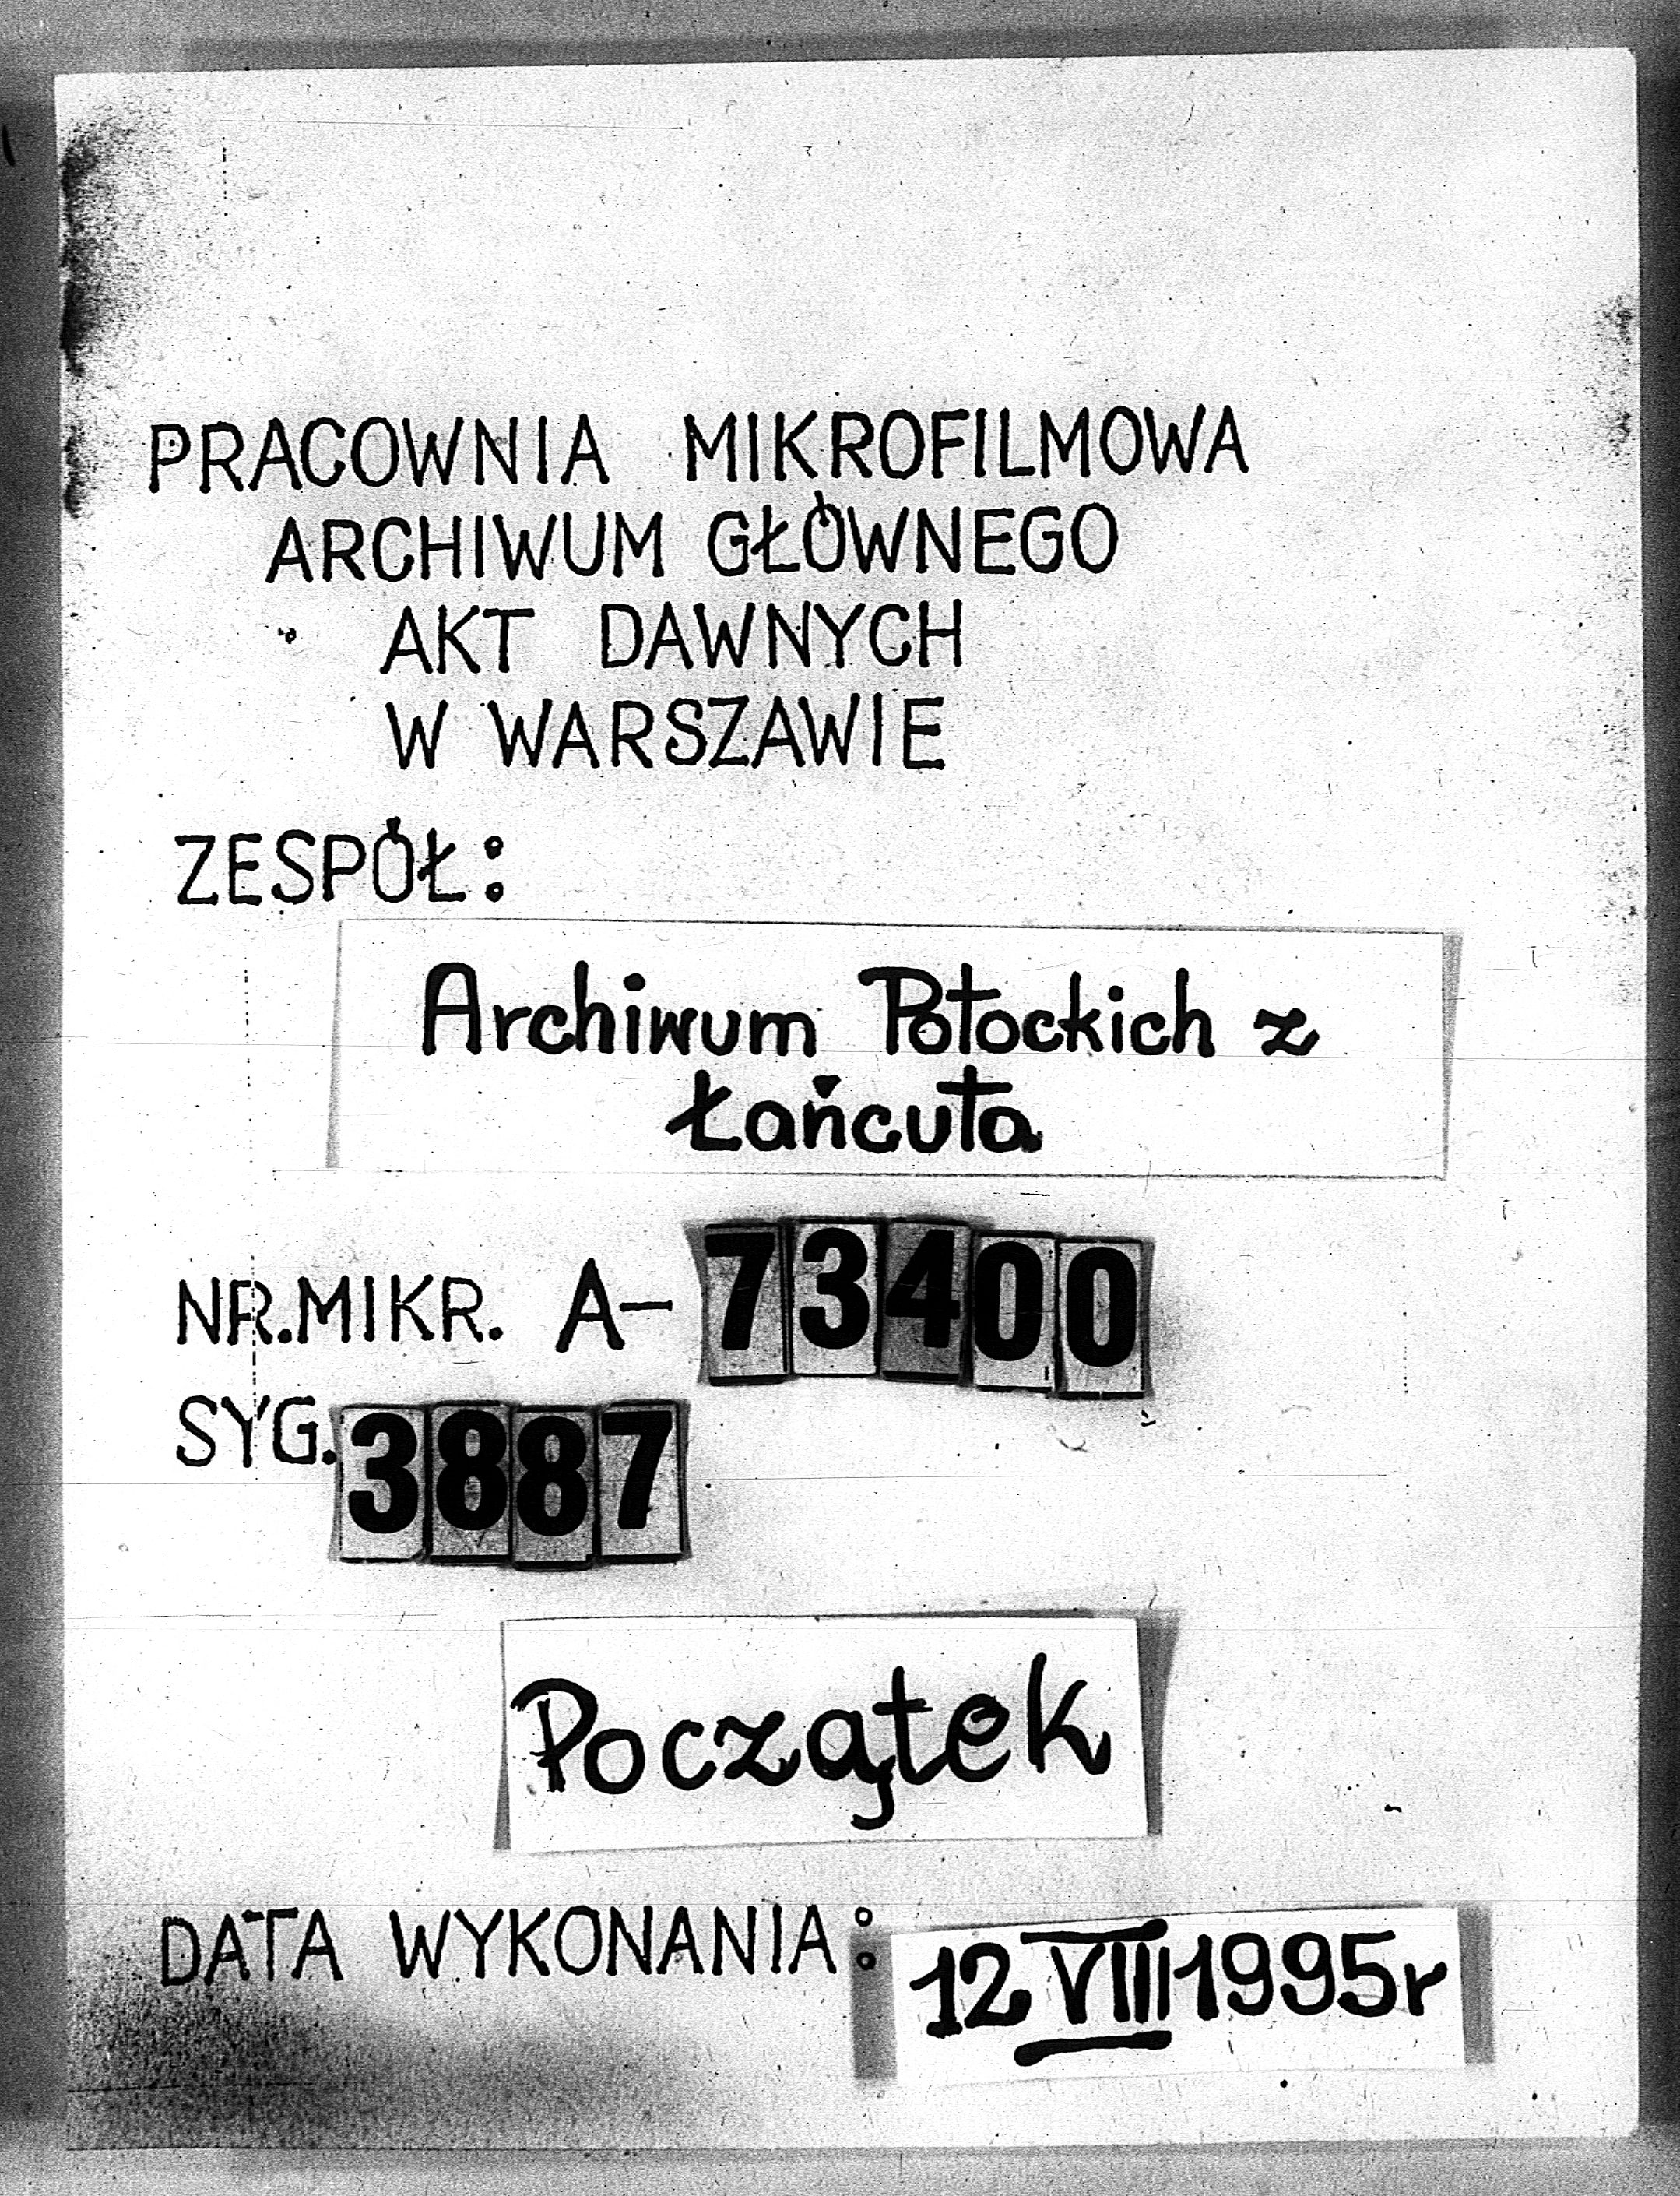 PRACOWNIA MIKROFILMOWA
ARCHIWUM GŁÓWNEGO
AKT DAWNYCH
W WARSZAWIE
ZESPÓŁ:
Archiwum Potockich z
Łańcuta
NR.MIKR. A-73400
SYG. 3887
Początek
DATA WYKONANIA: 12 VIII 1995r